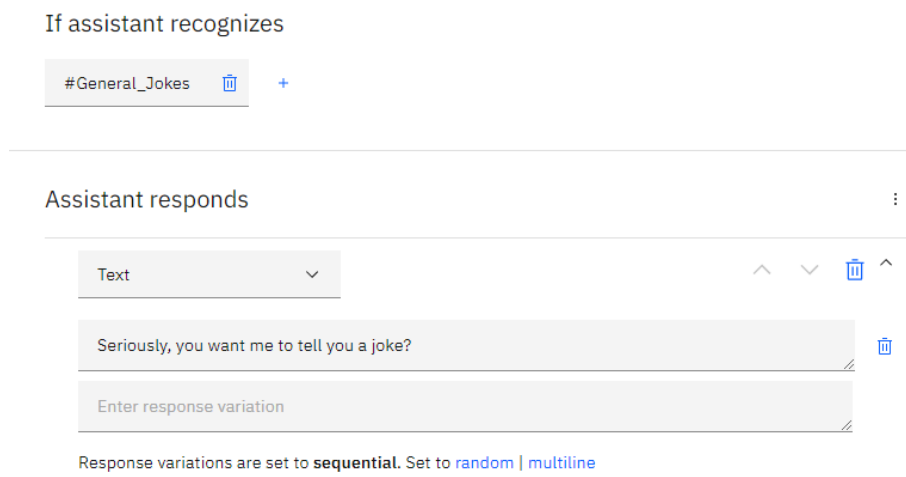 If assistant recognizes
#General_Jokes
Assistant responds
Text
Seriously, you want me to tell you a joke?
Enter response variation
Response variations are set to sequential. Set to random | multiline